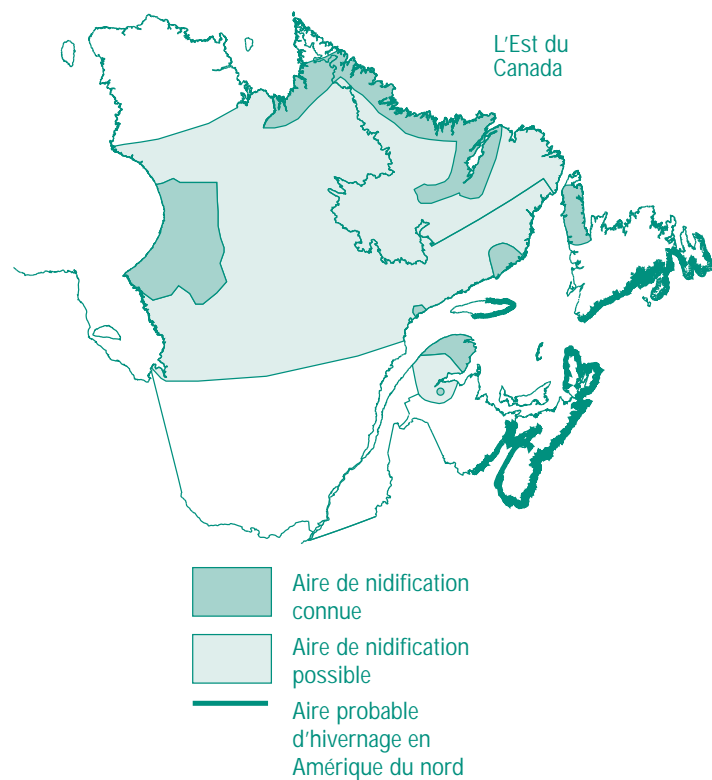 L'Est du
Canada
Aire de nidification
connue
Aire de nidification
possible
Aire probable
d'hivernage en
Amérique du nord